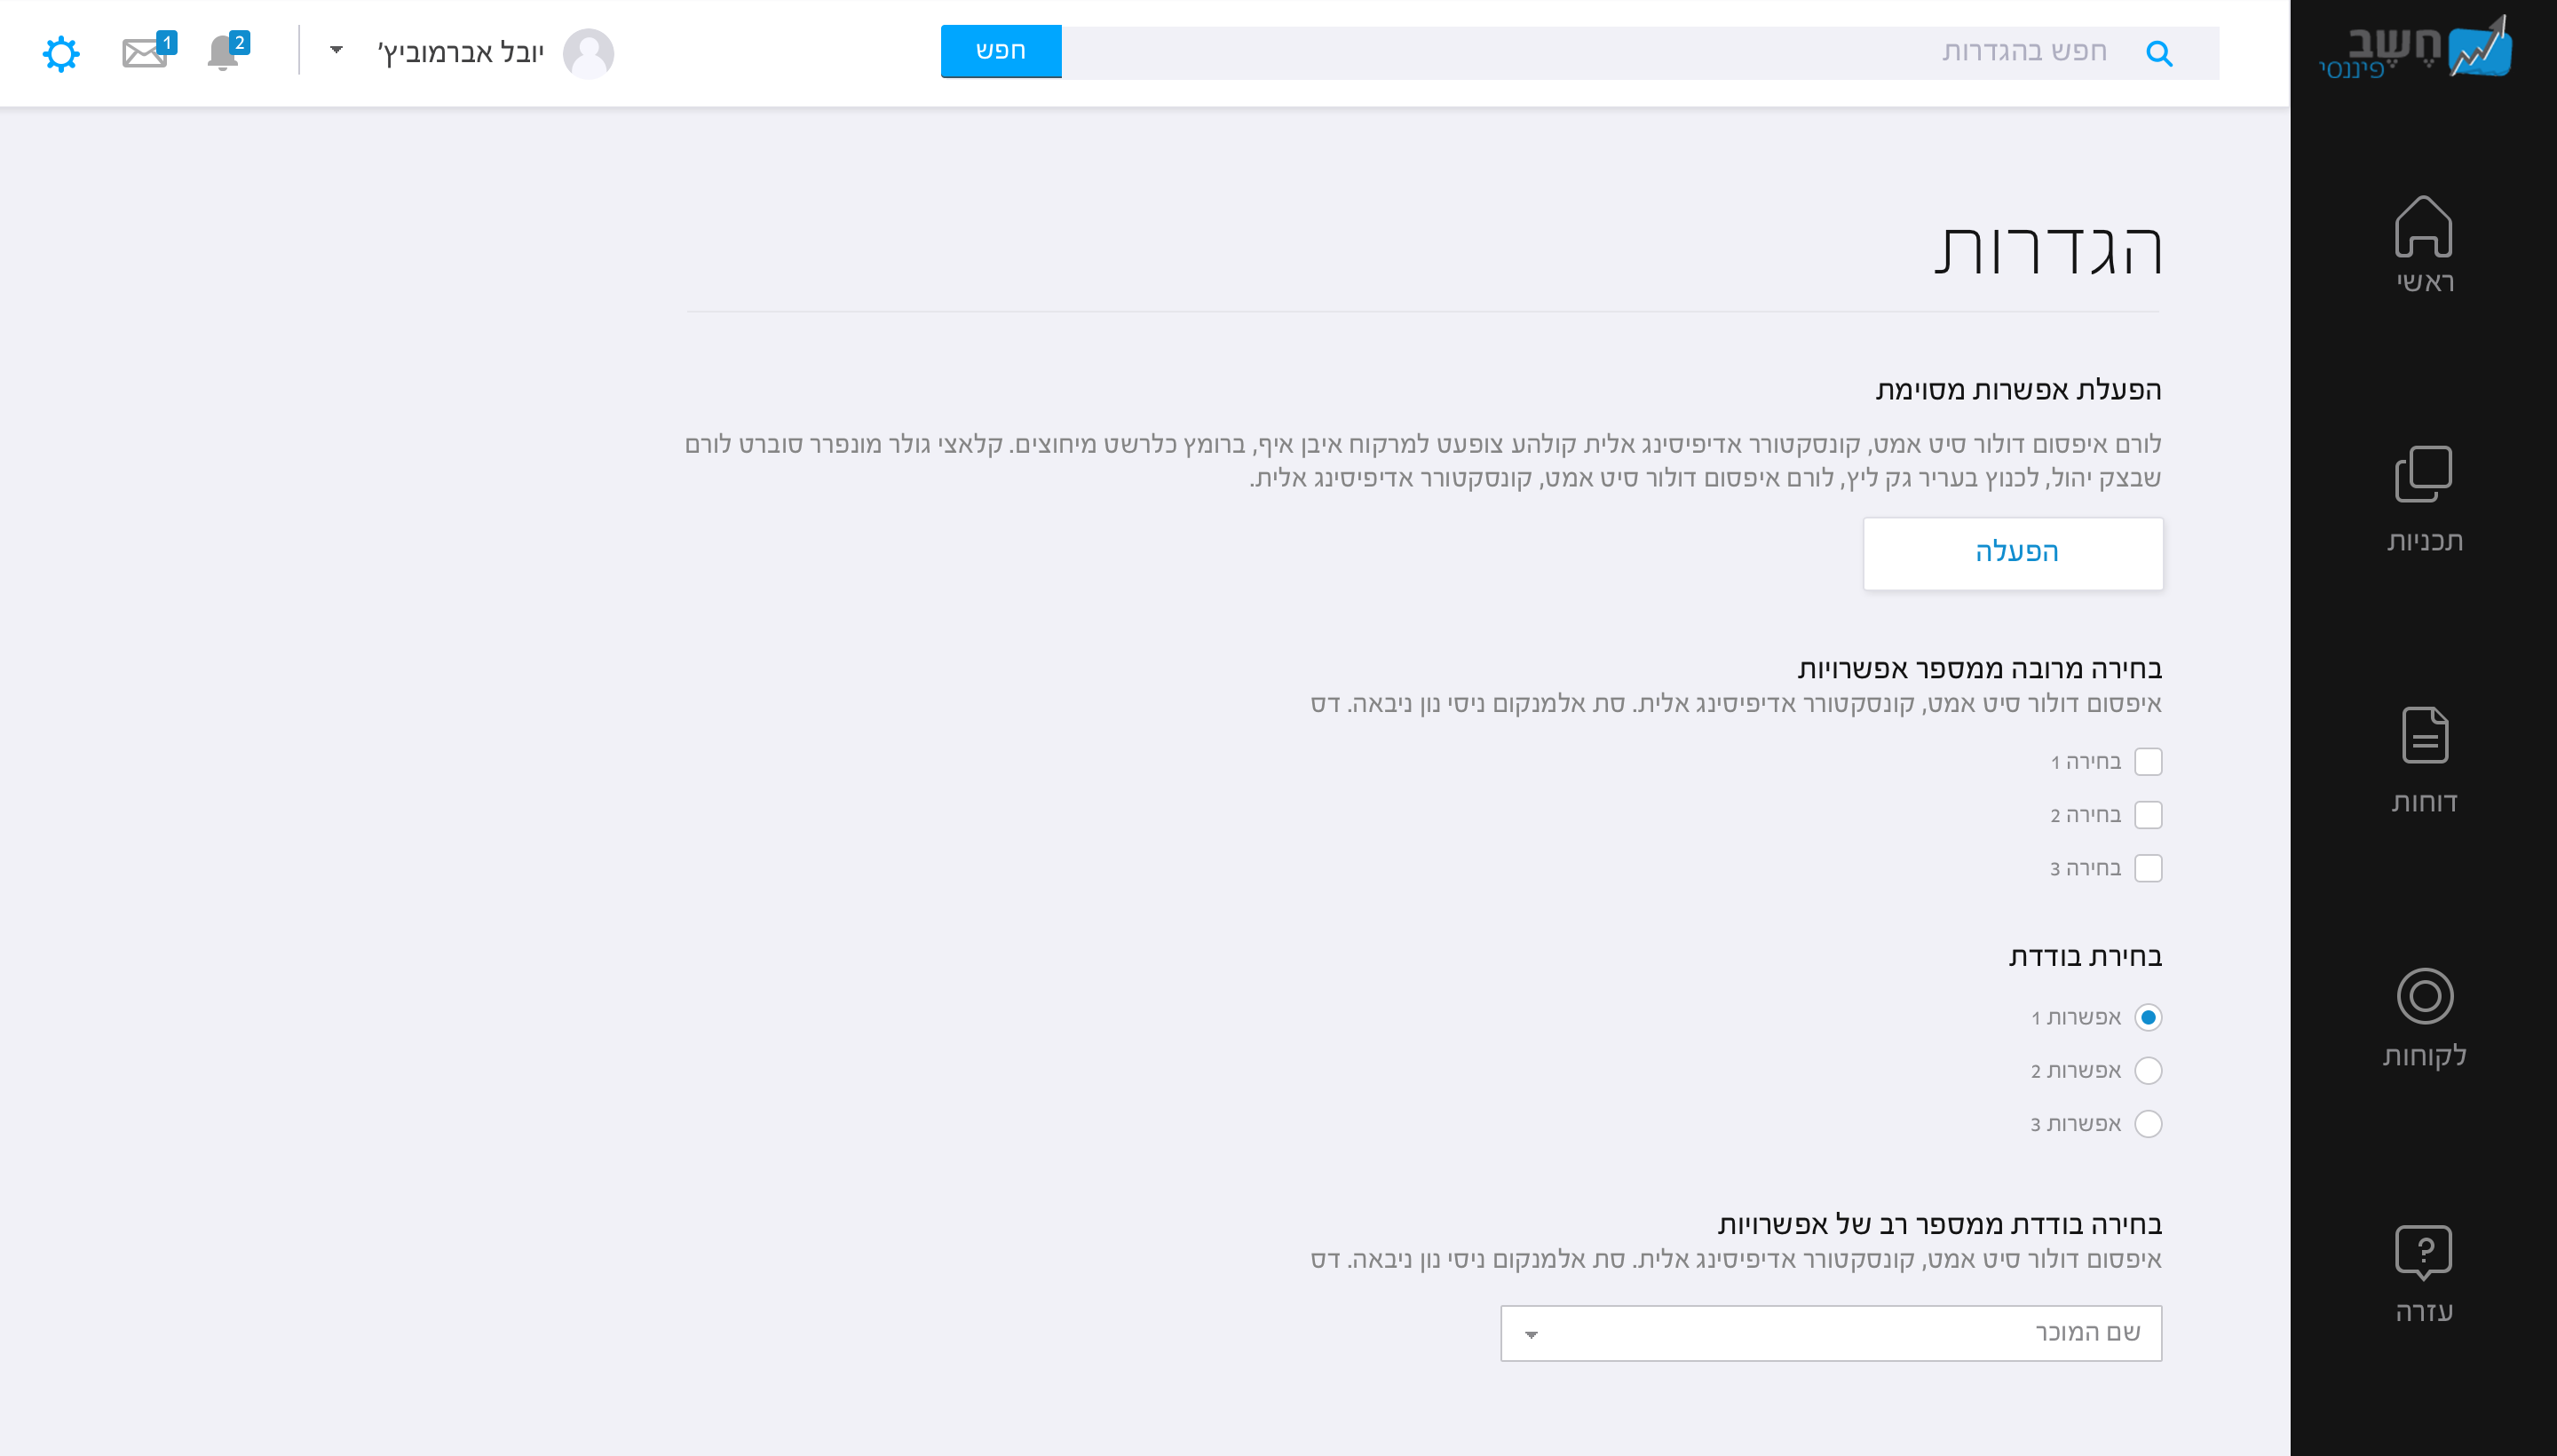 חֶשֶׁב
פיננסי
חפש בהגדרות
חפש
יובל אברמוביץ'
2
1
ראשי
תכניות
דוחות
לקוחות
עזרה
הגדרות
הפעלת אפשרות מסוימת
לורם איפסום דולור סיט אמט, קונסקטורר אדיפיסינג אלית קולהע צופעט למרקוח איבן איף, ברומץ כלרשט מיחוצים. קלאצי גולר מונפרר סוברט לורם
שבצק יהול, לכנוץ בעריר גק ליץ, לורם איפסום דולור סיט אמט, קונסקטורר אדיפיסינג אלית.
הפעלה
בחירה מרובה ממספר אפשרויות
איפסום דולור סיט אמט, קונסקטורר אדיפיסינג אלית. סת אלמנקום ניסי נון ניבאה. דס
בחירה 1
בחירה 2
בחירה 3
בחירת בודדת
אפשרות 1
אפשרות 2
אפשרות 3
בחירה בודדת ממספר רב של אפשרויות
איפסום דולור סיט אמט, קונסקטורר אדיפיסינג אלית. סת אלמנקום ניסי נון ניבאה. דס
שם המוכר